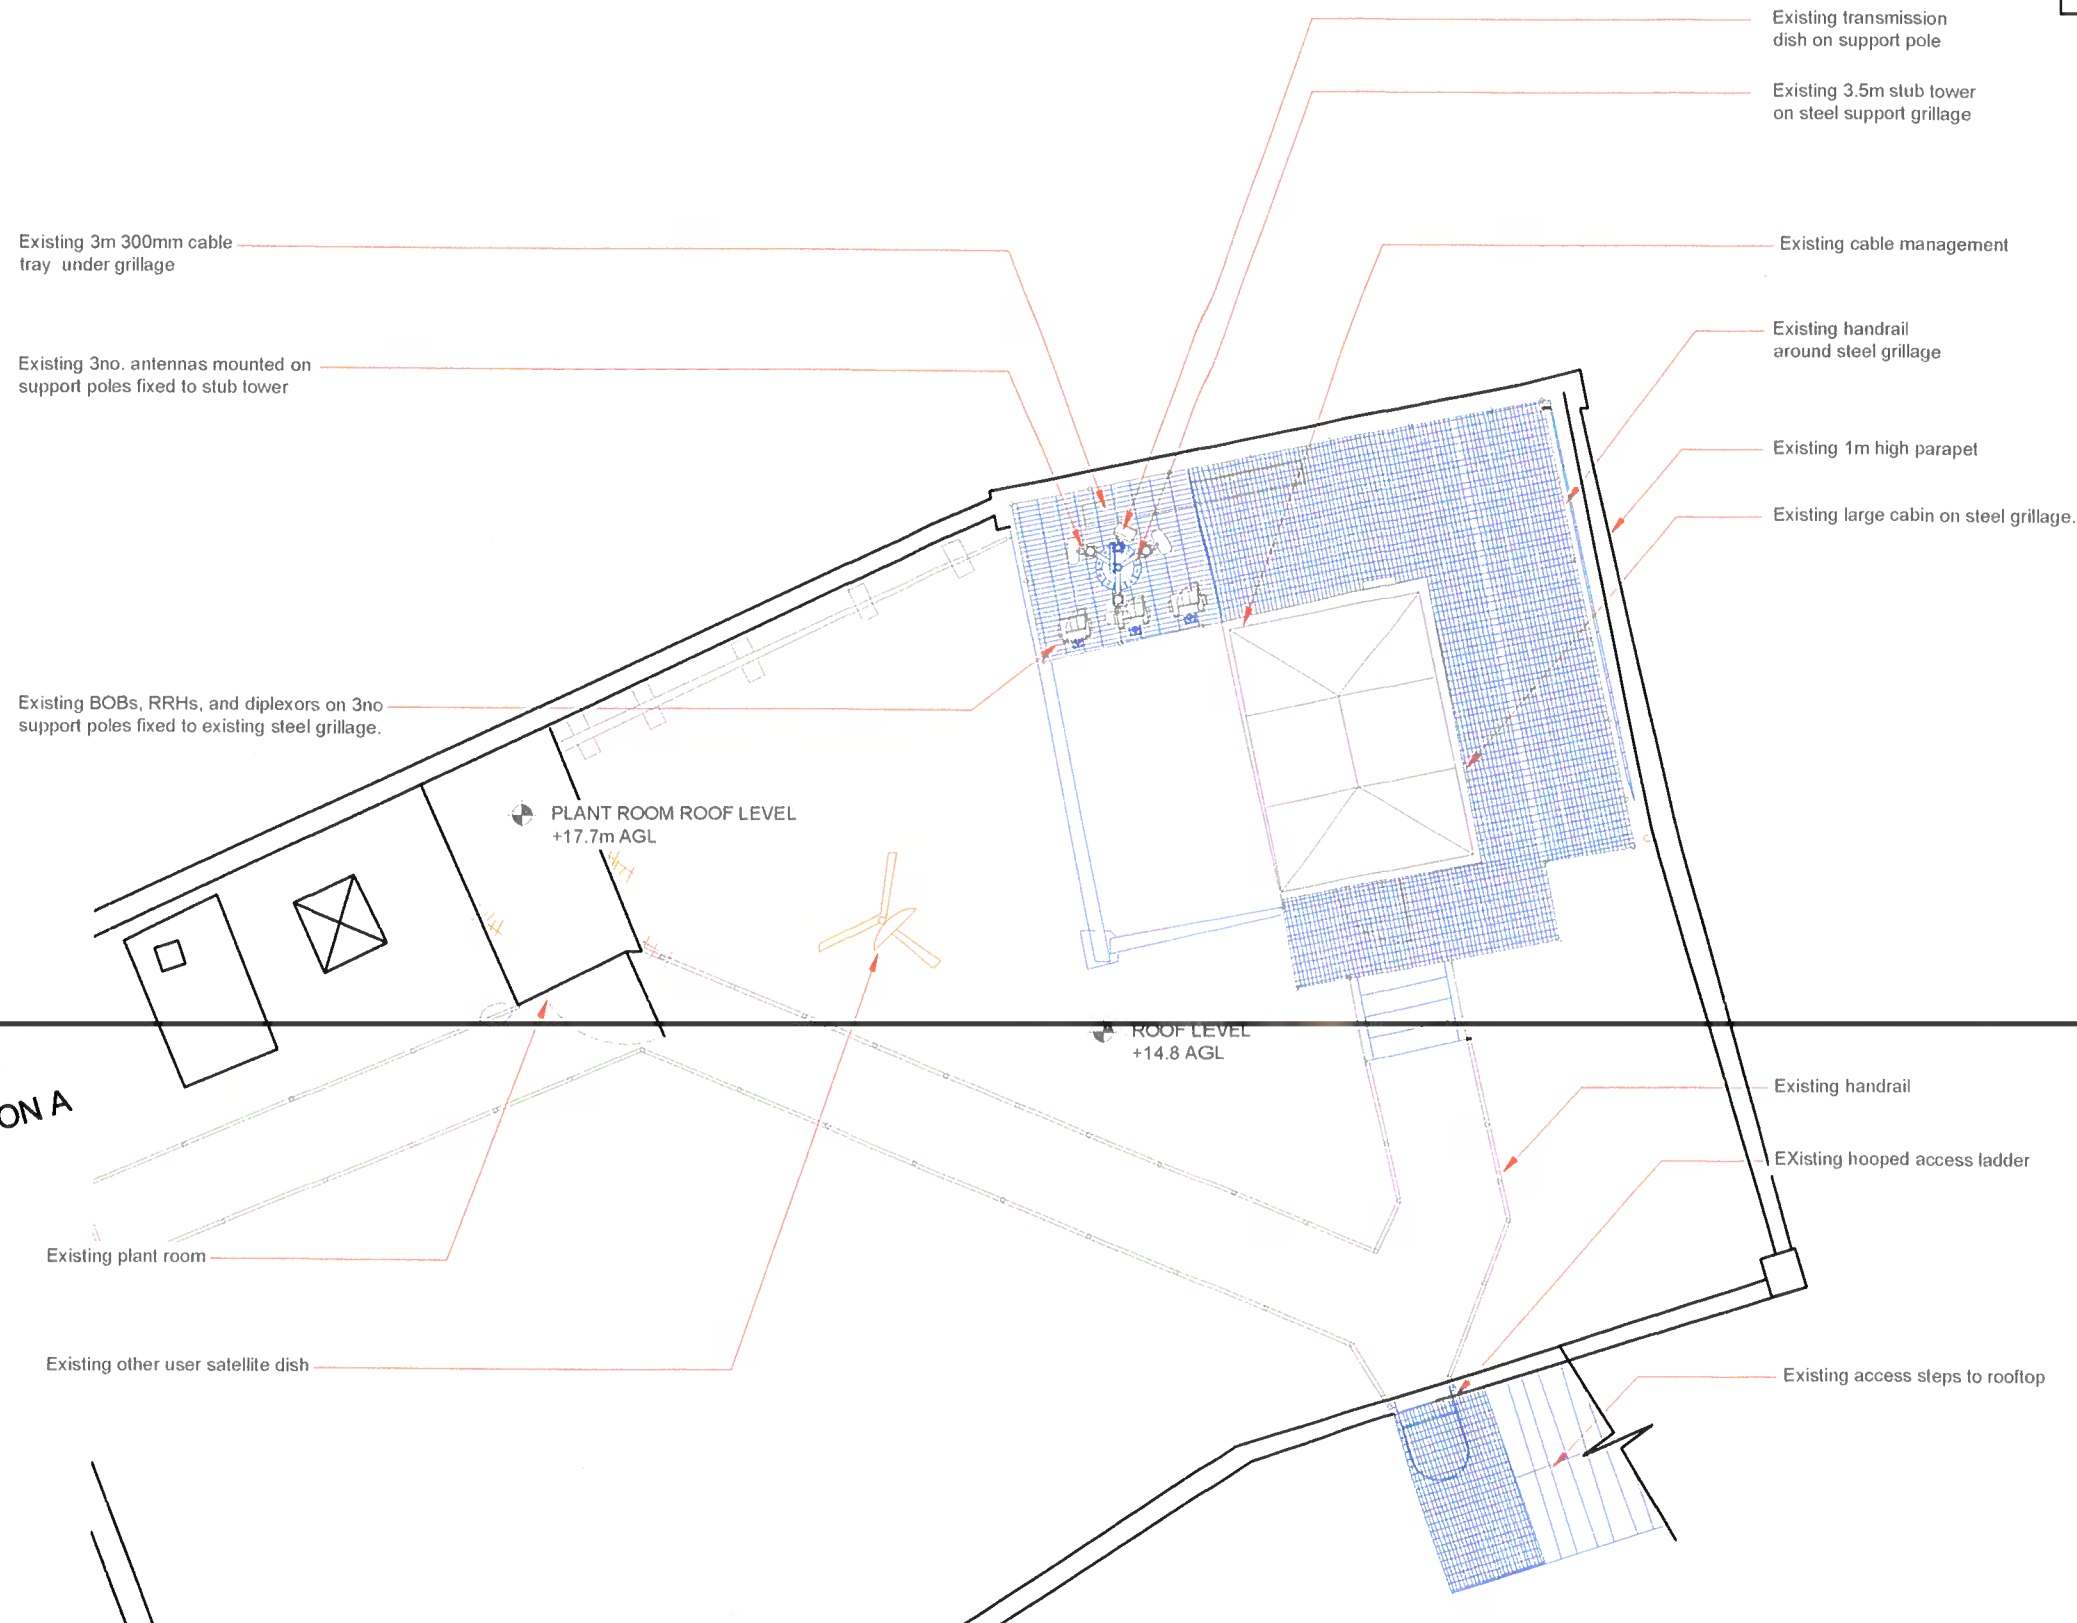 Existing transmission
dish on support pole
Existing 3.5m stub tower
on steel support grillage
Existing 3m 300mm cable
tray under grillage
Existing cable management
Existing handrail
around steel grillage
Existing 3no. antennas mounted on
support poles fixed to stub tower
Existing 1m high parapet
Existing large cabin on steel grillage.
Existing BOBs, RRHs, and diplexors on 3no
support poles fixed to existing steel grillage.
PLANT ROOM ROOF LEVEL
+17.7m AGL
ROOF LEVEL
+14.8 AGL
ON A
Existing handrail
EXisting hooped access ladder
Existing plant room
Existing other user satellite dish
Existing access steps to rooftop